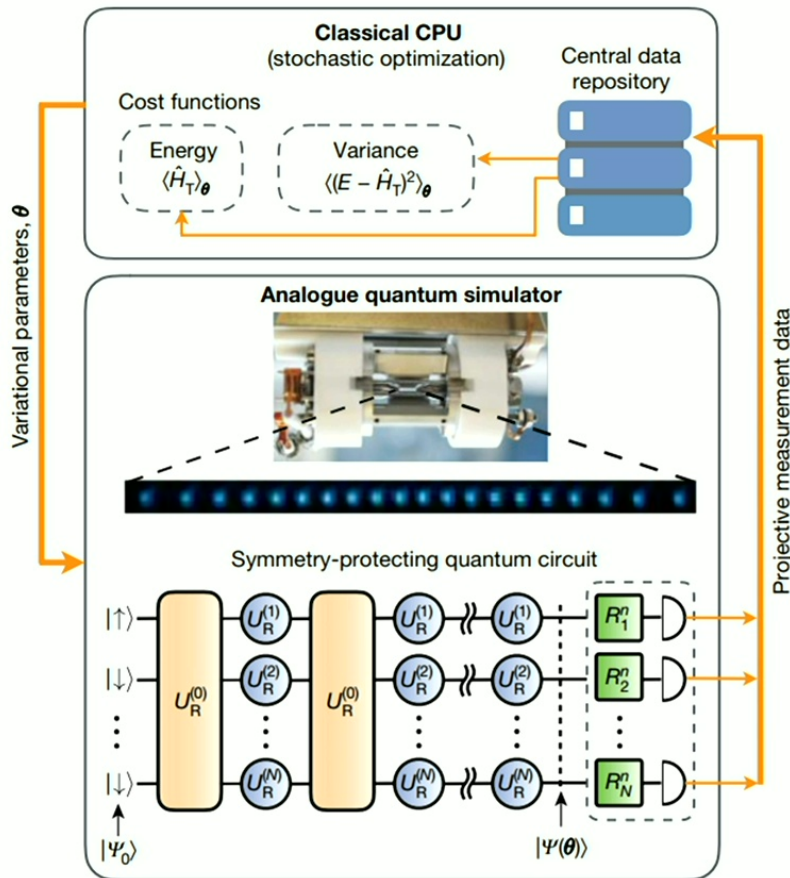 Classical CPU
(stochastic optimization)
Central data
repository
Cost functions
Energy
⟨Ĥ_T⟩_θ
Variance
⟨(E − Ĥ_T)²⟩_θ
Variational parameters, θ
Projective measurement data
Analogue quantum simulator
Symmetry-protecting quantum circuit
|↑⟩ U_R^(1) U_R^(1) U_R^(1) R_1^n
|↓⟩ U_R^(2) U_R^(2) U_R^(2) R_2^n
U_R^(0) U_R^(0)
|↓⟩ U_R^(N) U_R^(N) U_R^(N) R_N^n
|Ψ_0⟩ |Ψ(θ)⟩